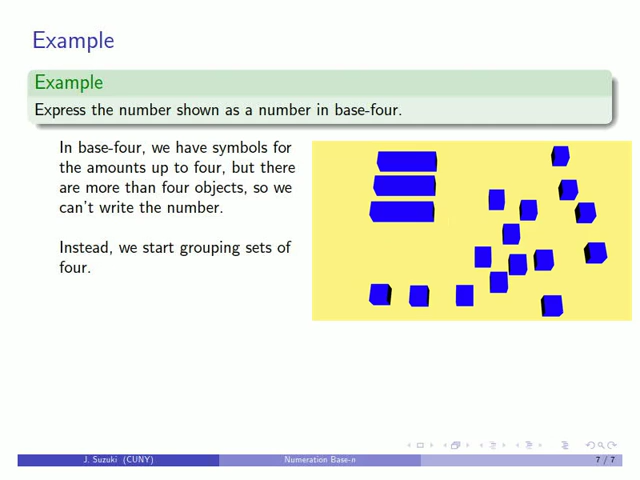 Example
Example
Express the number shown as a number in base-four.
In base-four, we have symbols for
the amounts up to four, but there
are more than four objects, so we
can't write the number.
Instead, we start grouping sets of
four.
J. Suzuki (CUNY)
Numeration Base-n
7 / 7